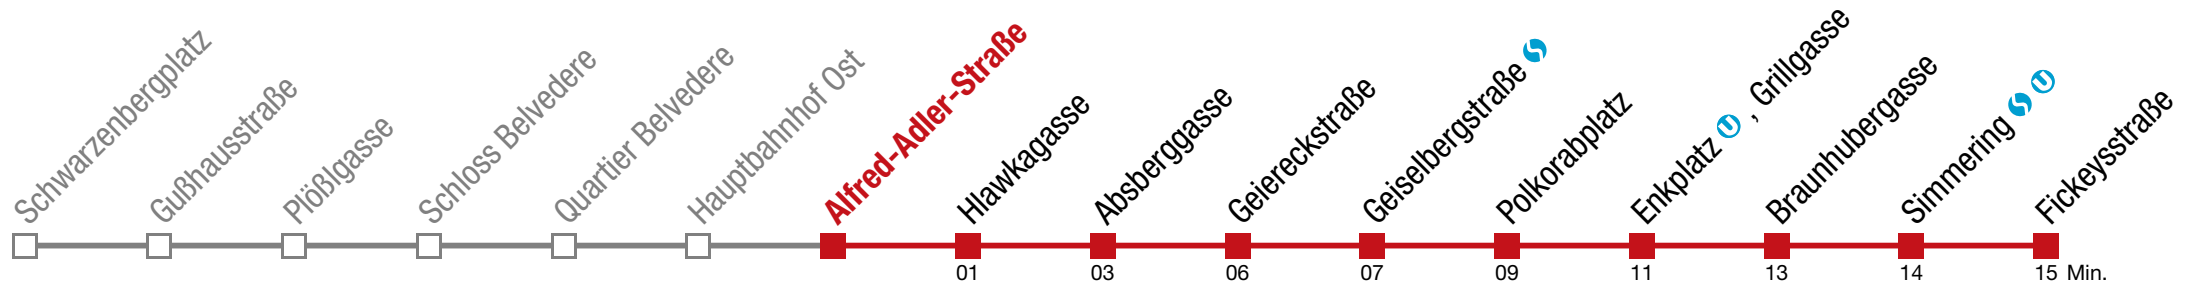 Schwarzenbergplatz
Gußhausstraße
Plößlgasse
Schloss Belvedere
Quartier Belvedere
Hauptbahnhof Ost
Alfred-Adler-Straße
Hlawkagasse
Absberggasse
Geiereckstraße
Geiselbergstraße S
Polkorabplatz
Enkplatz U , Grillgasse
Braunhubergasse
Simmering S U
Fickeysstraße
01 03 06 07 09 11 13 14 15 Min.